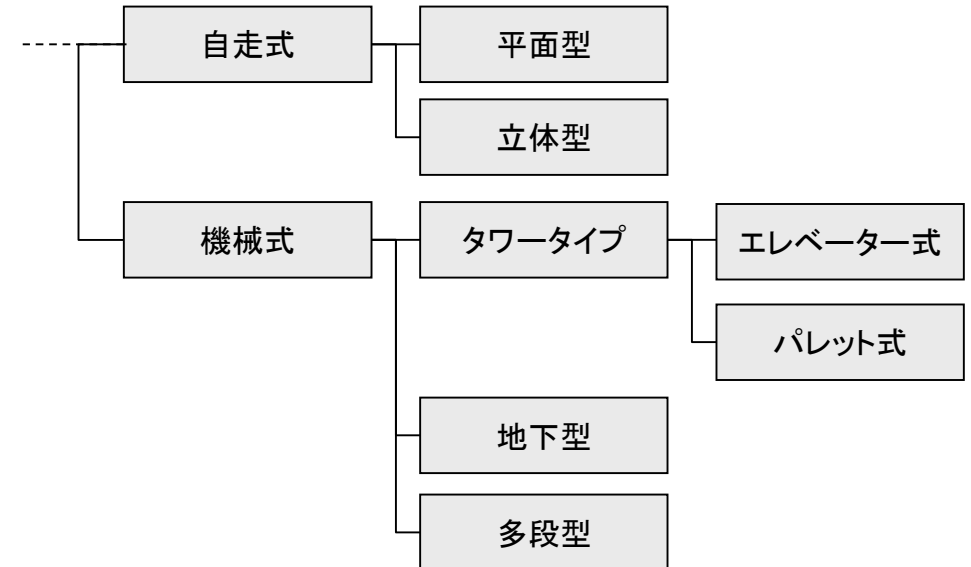 自走式
平面型
立体型
機械式
タワータイプ
エレベーター式
パレット式
地下型
多段型